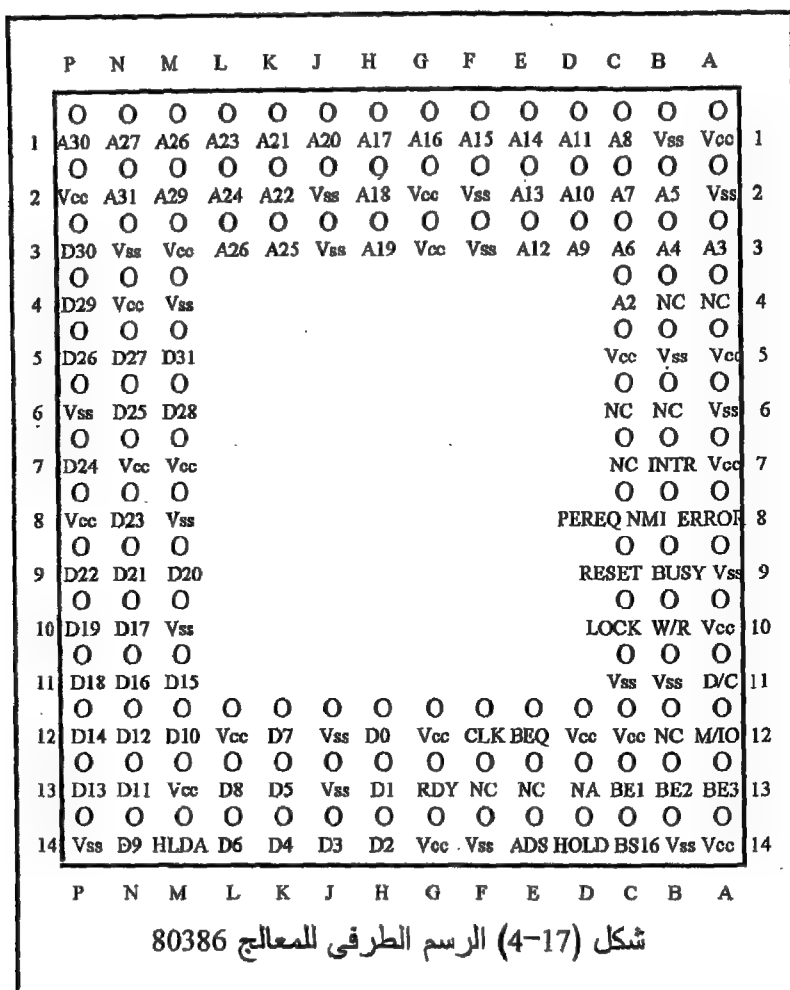 P N M L K J H G F E D C B A
O O O O O O O O O O O O O O
1 A30 A27 A26 A23 A21 A20 A17 A16 A15 A14 A11 A8 Vss Vcc 1
O O O O O O O O O O O O O O
2 Vcc A31 A29 A24 A22 Vss A18 Vcc Vss A13 A10 A7 A5 Vss 2
O O O O O O O O O O O O O O
3 D30 Vss Vcc A26 A25 Vss A19 Vcc Vss A12 A9 A6 A4 A3 3
O O O O O O
4 D29 Vcc Vss A2 NC NC 4
O O O O O O
5 D26 D27 D31 Vcc Vss Vcc 5
O O O O O O
6 Vss D25 D28 NC NC Vss 6
O O O O O O
7 D24 Vcc Vcc NC INTR Vcc 7
O O O O O O
8 Vcc D23 Vss PEREQ NMI ERROR 8
O O O O O O
9 D22 D21 D20 RESET BUSY Vss 9
O O O O O O
10 D19 D17 Vss LOCK W/R Vcc 10
O O O O O O
11 D18 D16 D15 Vss Vss D/C 11
O O O O O O O O O O O O O O
12 D14 D12 D10 Vcc D7 Vss D0 Vcc CLK BEQ Vcc Vcc NC M/IO 12
O O O O O O O O O O O O O O
13 D13 D11 Vcc D8 D5 Vss D1 RDY NC NC NA BE1 BE2 BE3 13
O O O O O O O O O O O O O O
14 Vss D9 HLDA D6 D4 D3 D2 Vcc Vss ADS HOLD BS16 Vss Vcc 14
P N M L K J H G F E D C B A
شكل (4-17) الرسم الطرفى للمعالج 80386